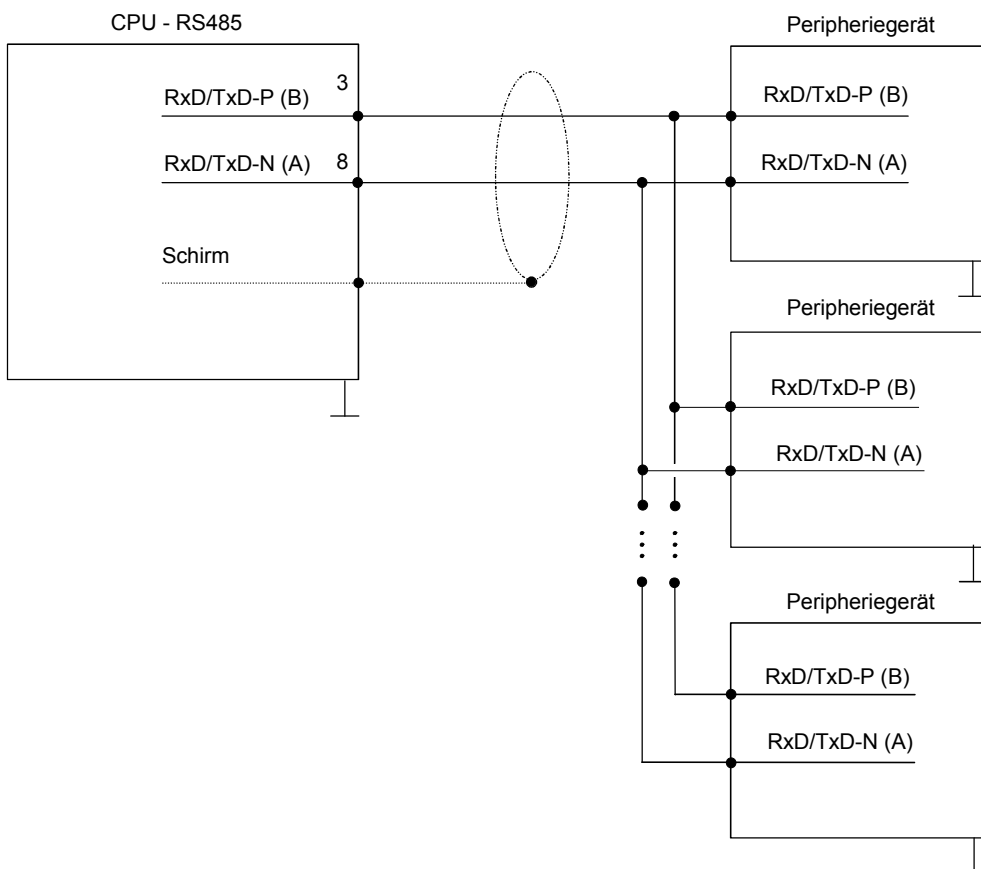 CPU - RS485
RxD/TxD-P (B)
3
RxD/TxD-N (A)
8
Schirm
Peripheriegerät
RxD/TxD-P (B)
RxD/TxD-N (A)
Peripheriegerät
RxD/TxD-P (B)
RxD/TxD-N (A)
Peripheriegerät
RxD/TxD-P (B)
RxD/TxD-N (A)